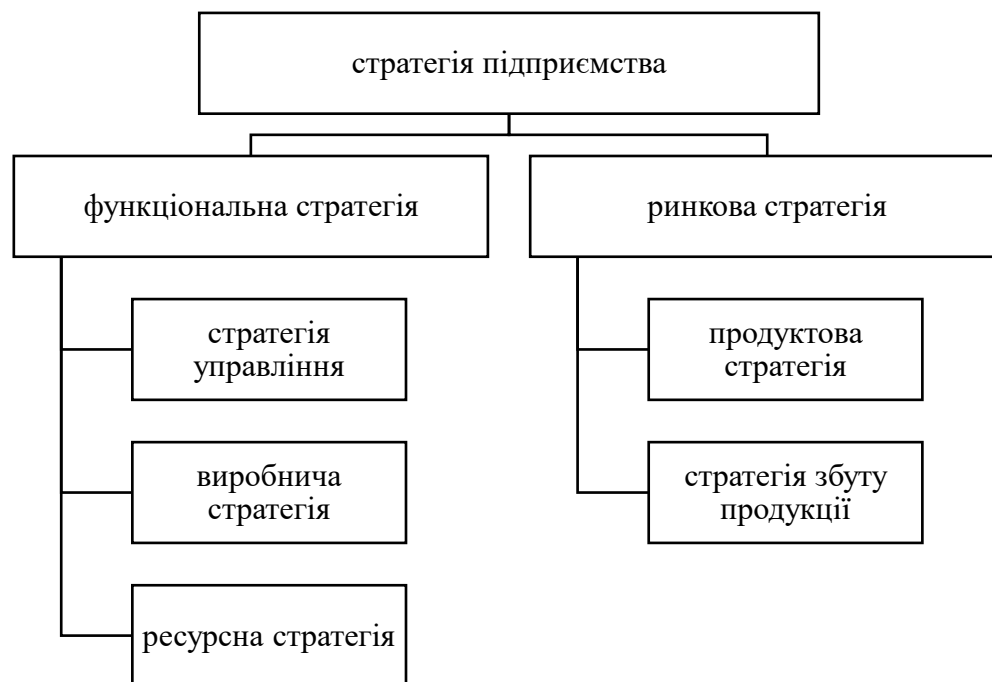 стратегія підприємства
функціональна стратегія
стратегія
управління
виробнича
стратегія
ресурсна стратегія
ринкова стратегія
продуктова
стратегія
стратегія збуту
продукції